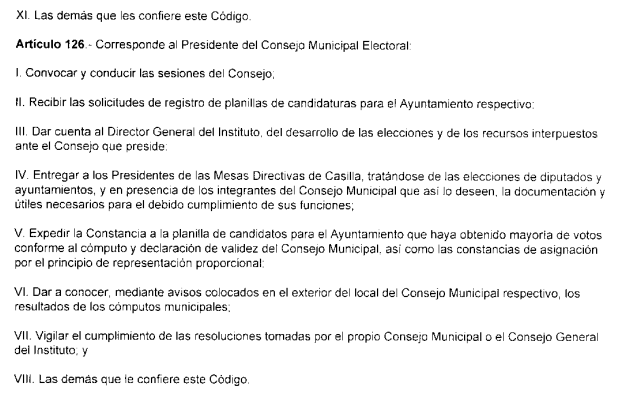 XI. Las demás que les confiere este Código.
Artículo 126.- Corresponde al Presidente del Consejo Municipal Electoral:
I. Convocar y conducir las sesiones del Consejo;
II. Recibir las solicitudes de registro de planillas de candidaturas para el Ayuntamiento respectivo;
III. Dar cuenta al Director General del Instituto, del desarrollo de las elecciones y de los recursos interpuestos
ante el Consejo que preside;
IV. Entregar a los Presidentes de las Mesas Directivas de Casilla, tratándose de las elecciones de diputados y
ayuntamientos, y en presencia de los integrantes del Consejo Municipal que así lo deseen, la documentación y
útiles necesarios para el debido cumplimiento de sus funciones;
V. Expedir la Constancia a la planilla de candidatos para el Ayuntamiento que haya obtenido mayoría de votos
conforme al cómputo y declaración de validez del Consejo Municipal, así como las constancias de asignación
por el principio de representación proporcional;
VI. Dar a conocer, mediante avisos colocados en el exterior del local del Consejo Municipal respectivo, los
resultados de los cómputos municipales;
VII. Vigilar el cumplimiento de las resoluciones tomadas por el propio Consejo Municipal o el Consejo General
del Instituto; y
VIII. Las demás que le confiere este Código.